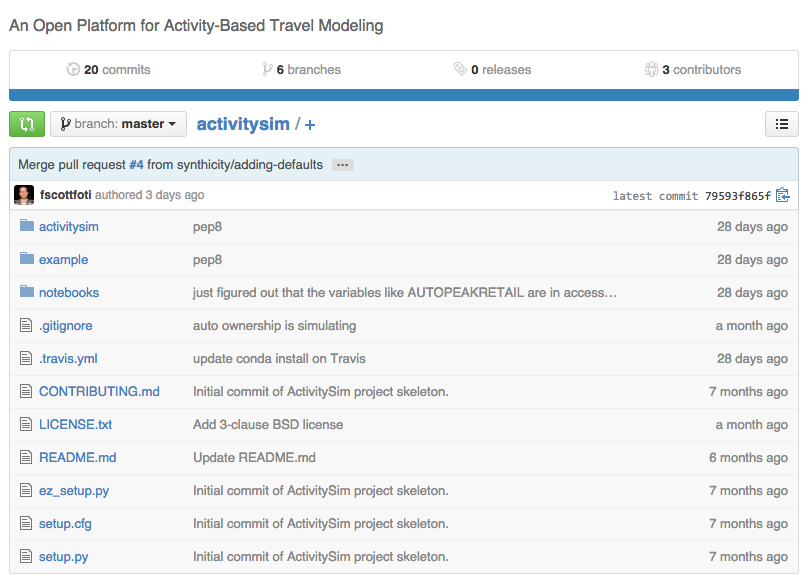 An Open Platform for Activity-Based Travel Modeling
20 commits 6 branches 0 releases 3 contributors
branch: master activitysim / +
Merge pull request #4 from synthicity/adding-defaults ...
fscottfoti authored 3 days ago latest commit 79593f865f
activitysim pep8 28 days ago
example pep8 28 days ago
notebooks just figured out that the variables like AUTOPEAKRETAIL are in access… 28 days ago
.gitignore auto ownership is simulating a month ago
.travis.yml update conda install on Travis 28 days ago
CONTRIBUTING.md Initial commit of ActivitySim project skeleton. 7 months ago
LICENSE.txt Add 3-clause BSD license a month ago
README.md Update README.md 6 months ago
ez_setup.py Initial commit of ActivitySim project skeleton. 7 months ago
setup.cfg Initial commit of ActivitySim project skeleton. 7 months ago
setup.py Initial commit of ActivitySim project skeleton. 7 months ago